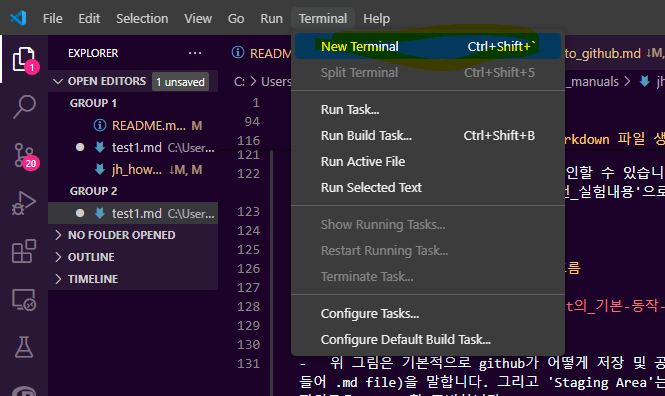 File Edit Selection View Go Run Terminal Help
EXPLORER ···
OPEN EDITORS 1 unsaved
GROUP 1
README.m... M
test1.md C:\User...
jh_how... ↓M, M
GROUP 2
test1.md C:\User...
NO FOLDER OPENED
OUTLINE
TIMELINE
1
20
New Terminal Ctrl+Shift+`
Split Terminal Ctrl+Shift+5
Run Task...
Run Build Task... Ctrl+Shift+B
Run Active File
Run Selected Text
Show Running Tasks...
Restart Running Task...
Terminate Task...
Configure Tasks...
Configure Default Build Task...
READM
to_github.md ↓M, M
C: > Users
_manuals > jh
1
94
116 markdown 파일 생
121
122 인할 수 있습니
_실험내용'으로
123
124
125
126 름
127
128 t의_기본-동작-
129
130
131 - 위 그림은 기본적으로 github가 어떻게 저장 및 공
들어 .md file)을 말합니다. 그리고 'Staging Area'는